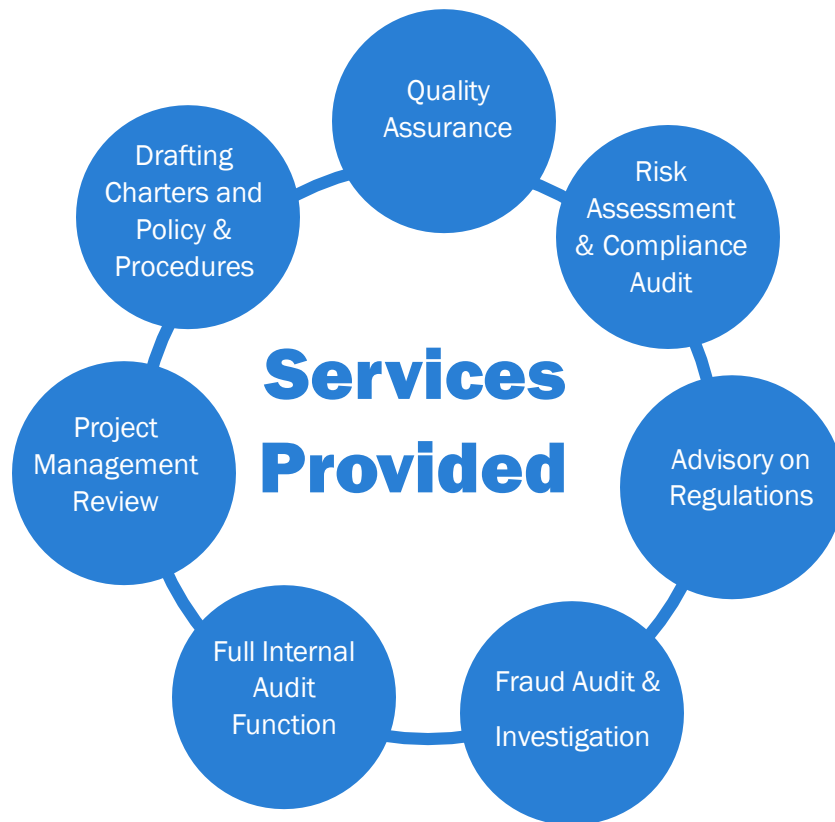 Quality
Assurance
Drafting
Charters and
Policy &
Procedures
Risk
Assessment
& Compliance
Audit
Services
Provided
Project
Management
Review
Advisory on
Regulations
Full Internal
Audit
Function
Fraud Audit &
Investigation